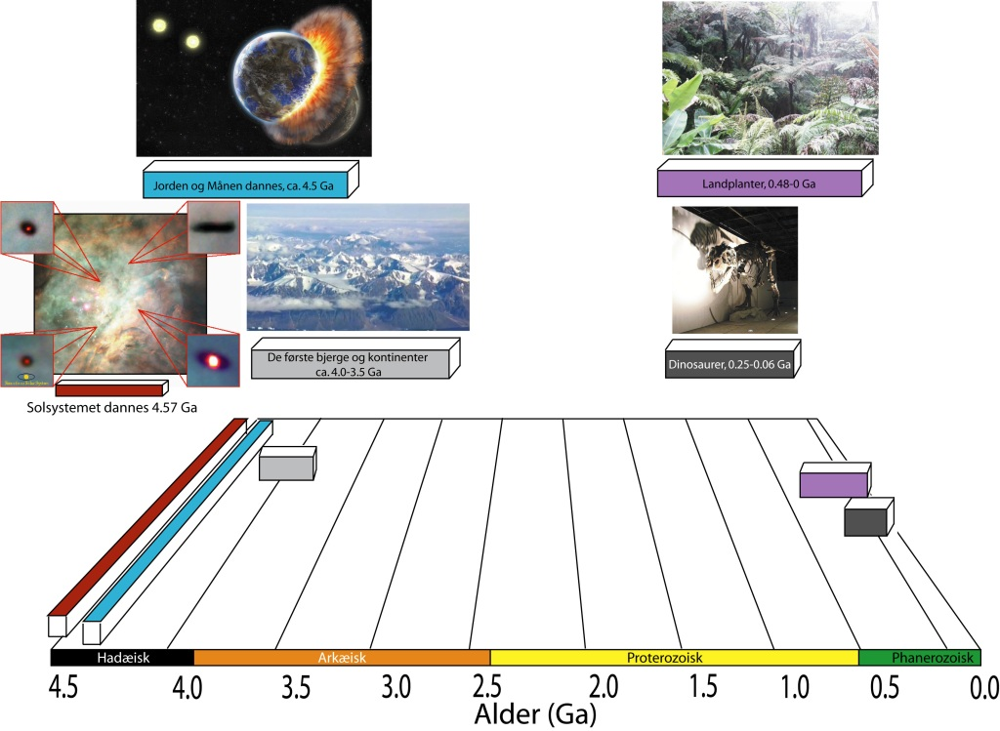 Jorden og Månen dannes, ca. 4.5 Ga
Landplanter, 0.48-0 Ga
De første bjerge og kontinenter
ca. 4.0-3.5 Ga
Dinosaurer, 0.25-0.06 Ga
Solsystemet dannes 4.57 Ga
Hadæisk Arkæisk Proterozoisk Phanerozoisk
4.5 4.0 3.5 3.0 2.5 2.0 1.5 1.0 0.5 0.0
Alder (Ga)